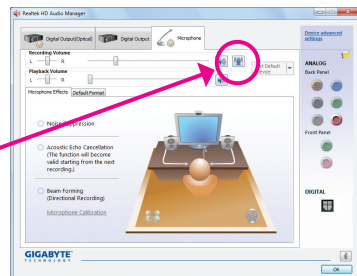 Realtek HD Audio Manager
Digital Output(Optical)
Digital Output
Microphone
Device advanced
settings
Recording Volume
L
R
Set Default
Device
Playback Volume
L
R
ANALOG
Back Panel
Microphone Effects
Default Format
Noise Suppression
Acoustic Echo Cancellation
(The function will become
valid starting from the next
recording.)
Front Panel
Beam Forming
(Directional Recording)
Microphone Calibration
DIGITAL
GIGABYTE
TECHNOLOGY
OK